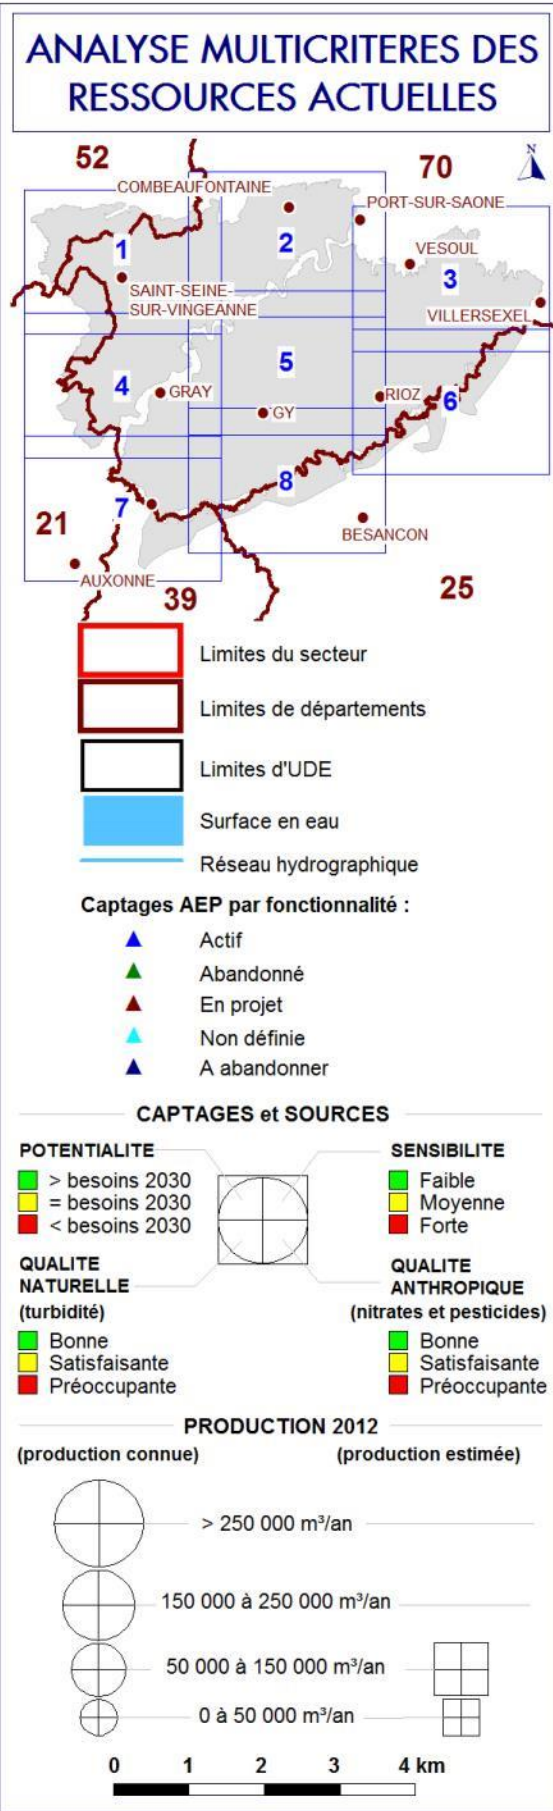 ANALYSE MULTICRITERES DES
RESSOURCES ACTUELLES
52
70
N
COMBEAUFONTAINE
PORT-SUR-SAONE
1
2
VESOUL
3
SAINT-SEINE-
SUR-VINGEANNE
VILLERSEXEL
4
5
GRAY
RIOZ
6
GY
7
8
21
BESANCON
AUXONNE
39
25
Limites du secteur
Limites de départements
Limites d'UDE
Surface en eau
Réseau hydrographique
Captages AEP par fonctionnalité :
Actif
Abandonné
En projet
Non définie
A abandonner
CAPTAGES et SOURCES
POTENTIALITE
> besoins 2030
= besoins 2030
< besoins 2030
SENSIBILITE
Faible
Moyenne
Forte
QUALITE
NATURELLE
(turbidité)
Bonne
Satisfaisante
Préoccupante
QUALITE
ANTHROPIQUE
(nitrates et pesticides)
Bonne
Satisfaisante
Préoccupante
PRODUCTION 2012
(production connue) (production estimée)
> 250 000 m³/an
150 000 à 250 000 m³/an
50 000 à 150 000 m³/an
0 à 50 000 m³/an
0 1 2 3 4 km